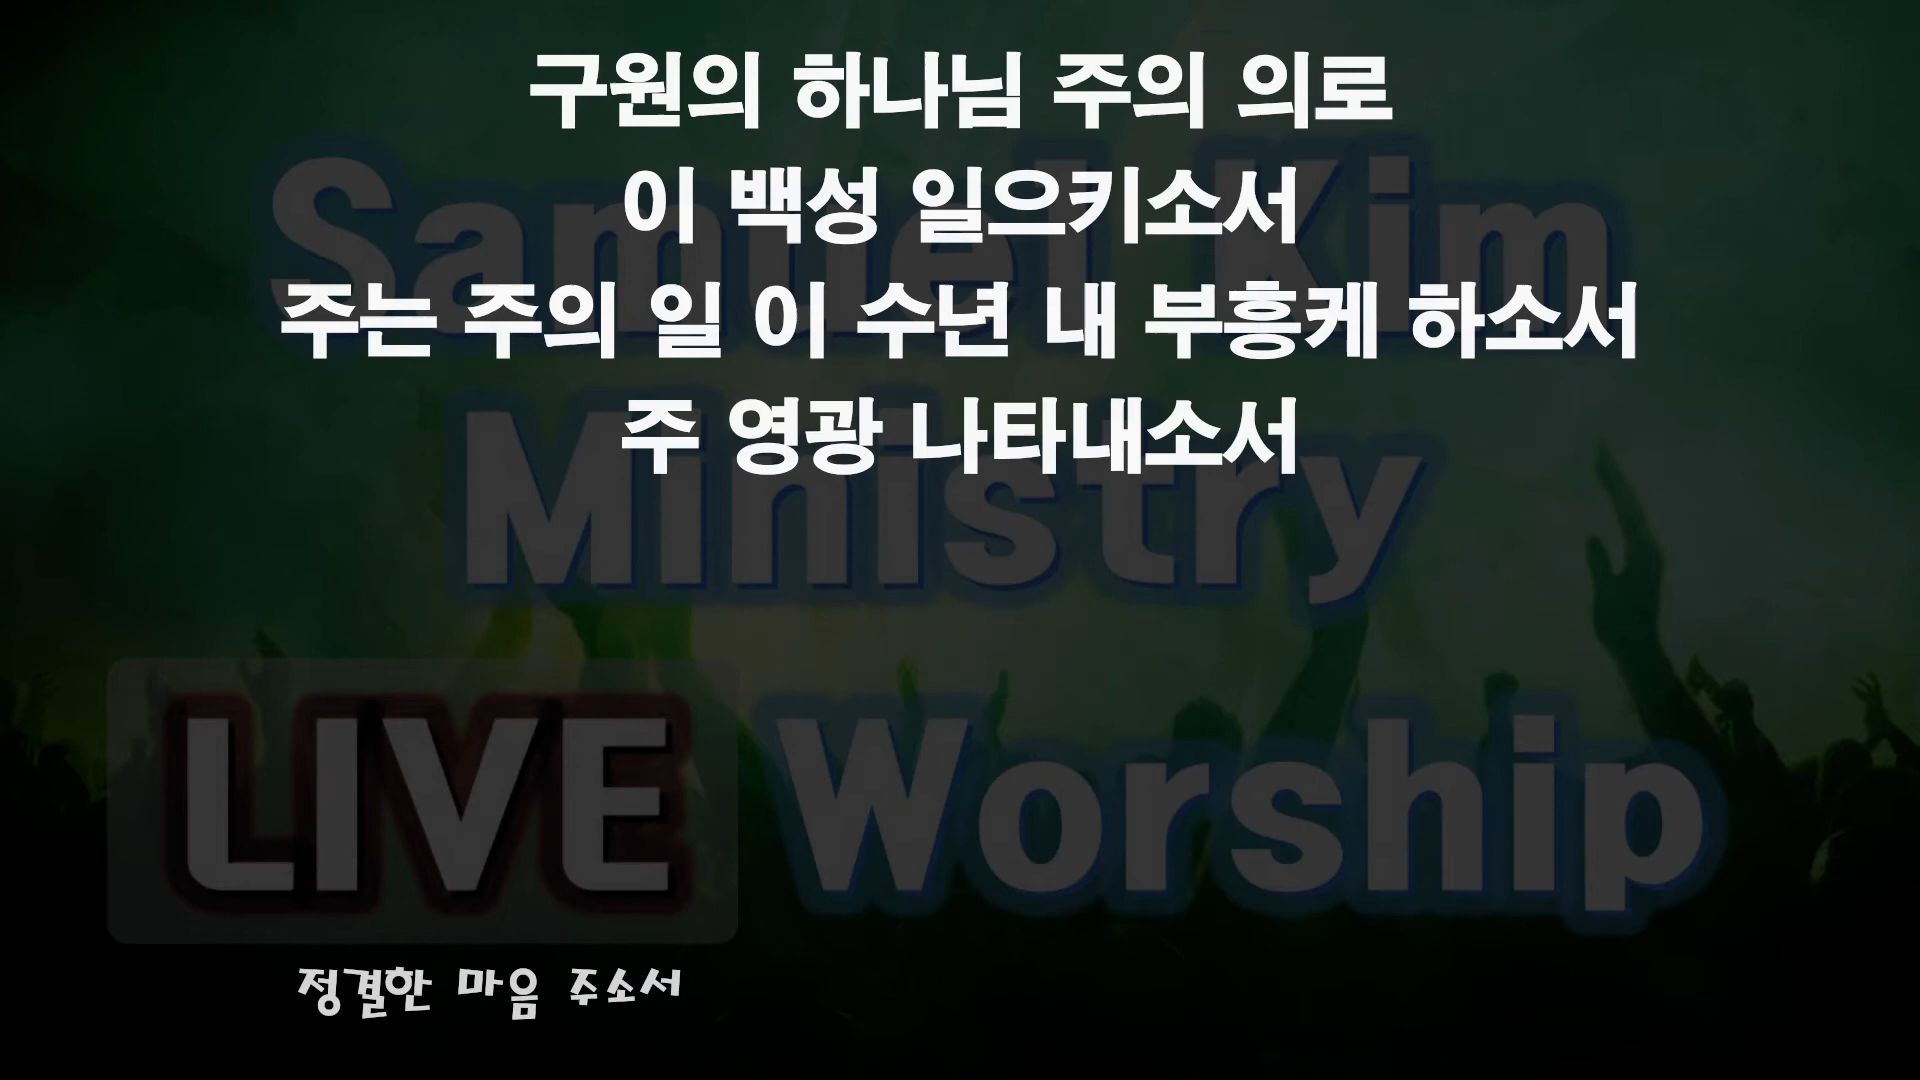 구원의 하나님 주의 의로
이 백성 일으키소서
주는 주의 일 이 수년 내 부흥케 하소서
주 영광 나타내소서
Samuel Kim
Ministry
LIVE Worship
정결한 마음 주소서